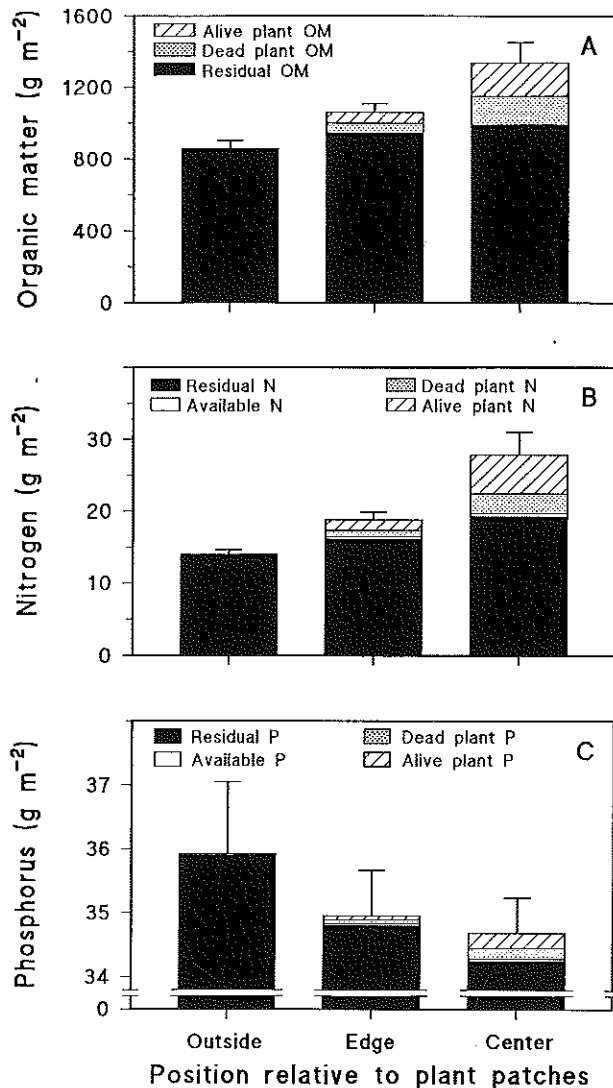 1600
A
Alive plant OM
Dead plant OM
Residual OM
1200
800
400
0
Organic matter (g m⁻²)
B
Residual N
Dead plant N
Available N
Alive plant N
30
20
10
0
Nitrogen (g m⁻²)
C
Residual P
Dead plant P
Available P
Alive plant P
37
36
35
34
0
Phosphorus (g m⁻²)
Outside
Edge
Center
Position relative to plant patches